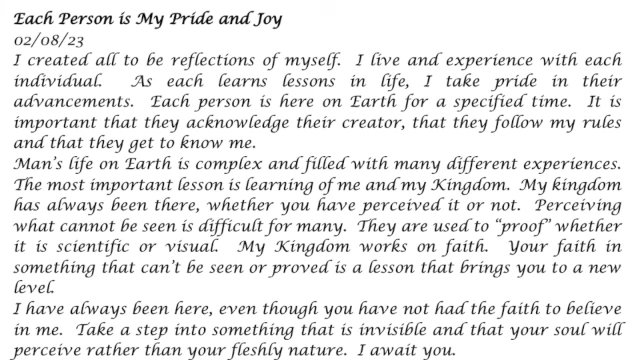 Each Person is My Pride and Joy
02/08/23
I created all to be reflections of myself. I live and experience with each
individual. As each learns lessons in life, I take pride in their
advancements. Each person is here on Earth for a specified time. It is
important that they acknowledge their creator, that they follow my rules
and that they get to know me.
Man's life on Earth is complex and filled with many different experiences.
The most important lesson is learning of me and my Kingdom. My kingdom
has always been there, whether you have perceived it or not. Perceiving
what cannot be seen is difficult for many. They are used to "proof" whether
it is scientific or visual. My Kingdom works on faith. Your faith in
something that can't be seen or proved is a lesson that brings you to a new
level.
I have always been here, even though you have not had the faith to believe
in me. Take a step into something that is invisible and that your soul will
perceive rather than your fleshly nature. I await you.